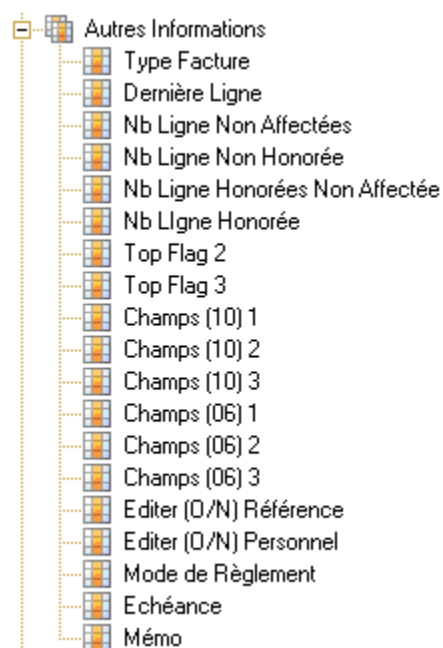 Autres Informations
Type Facture
Dernière Ligne
Nb Ligne Non Affectées
Nb Ligne Non Honorée
Nb Ligne Honorées Non Affectée
Nb LIgne Honorée
Top Flag 2
Top Flag 3
Champs (10) 1
Champs (10) 2
Champs (10) 3
Champs (06) 1
Champs (06) 2
Champs (06) 3
Editer (O/N) Référence
Editer (O/N) Personnel
Mode de Règlement
Echéance
Mémo